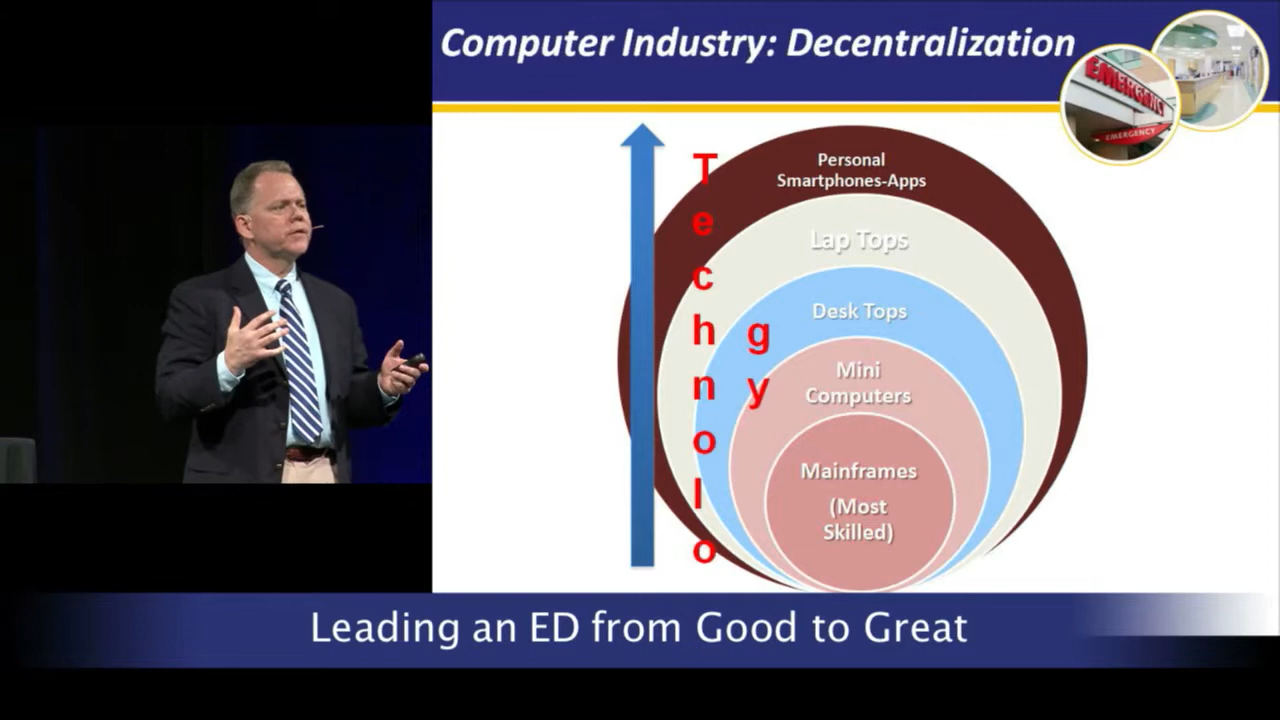 Computer Industry: Decentralization
EMERGENCY
EMERGENCY
Personal
Smartphones-Apps
Lap Tops
Desk Tops
Mini
Computers
Mainframes
(Most
Skilled)
T
e
c
h
n
o
l
o
g
y
Leading an ED from Good to Great